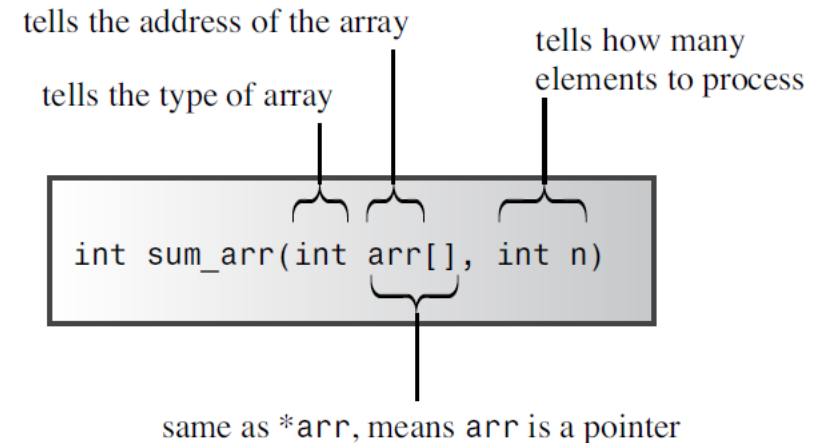 tells the address of the array
tells how many
elements to process
tells the type of array
int sum_arr(int arr[], int n)
same as *arr, means arr is a pointer